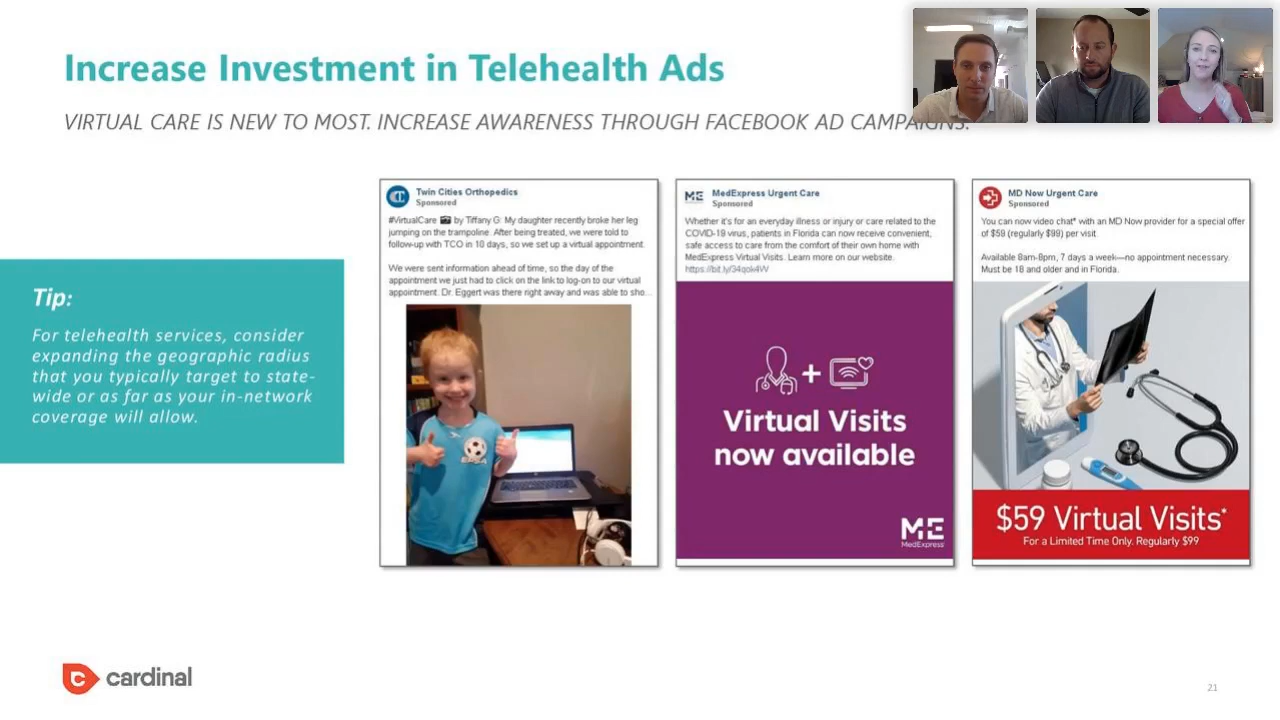 Increase Investment in Telehealth Ads
VIRTUAL CARE IS NEW TO MOST. INCREASE AWARENESS THROUGH FACEBOOK AD CAMPAIGNS.
Tip:
For telehealth services, consider
expanding the geographic radius
that you typically target to state-
wide or as far as your in-network
coverage will allow.
Twin Cities Orthopedics
Sponsored
#VirtualCare 📷 by Tiffany G: My daughter recently broke her leg
jumping on the trampoline. After being treated, we were told to
follow-up with TCO in 10 days, so we set up a virtual appointment.
We were sent information ahead of time, so the day of the
appointment we just had to click on the link to log-on to our virtual
appointment. Dr. Eggert was there right away and was able to sho...
ME
MedExpress Urgent Care
Sponsored
Whether it's for an everyday illness or injury or care related to the
COVID-19 virus, patients in Florida can now receive convenient,
safe access to care from the comfort of their own home with
MedExpress Virtual Visits. Learn more on our website.
https://bit.ly/34qok4W
+
Virtual Visits
now available
ME
MedExpress
MD Now Urgent Care
Sponsored
You can now video chat* with an MD Now provider for a special offer
of $59 (regularly $99) per visit.
Available 8am-8pm, 7 days a week—no appointment necessary.
Must be 18 and older and in Florida.
$59 Virtual Visits*
For a Limited Time Only. Regularly $99
cardinal
21